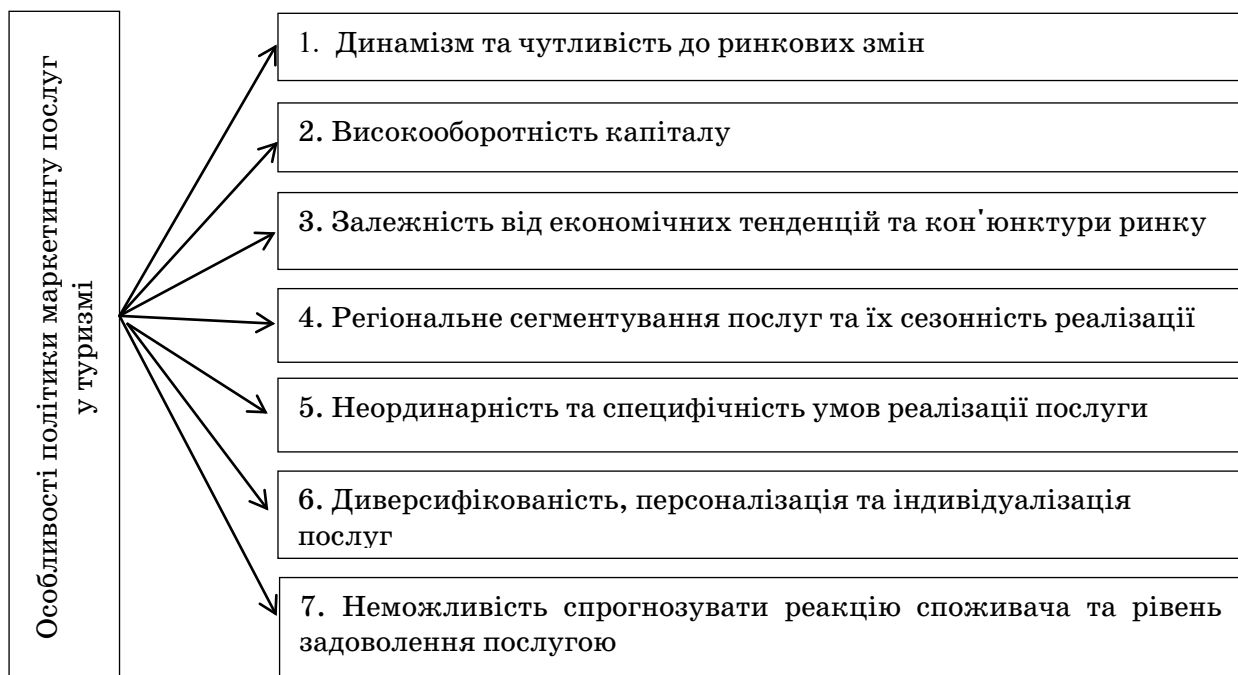 Особливості політики маркетингу послуг
у туризмі
1. Динамізм та чутливість до ринкових змін
2. Високооборотність капіталу
3. Залежність від економічних тенденцій та кон'юнктури ринку
4. Регіональне сегментування послуг та їх сезонність реалізації
5. Неординарність та специфічність умов реалізації послуги
6. Диверсифікованість, персоналізація та індивідуалізація
послуг
7. Неможливість спрогнозувати реакцію споживача та рівень
задоволення послугою